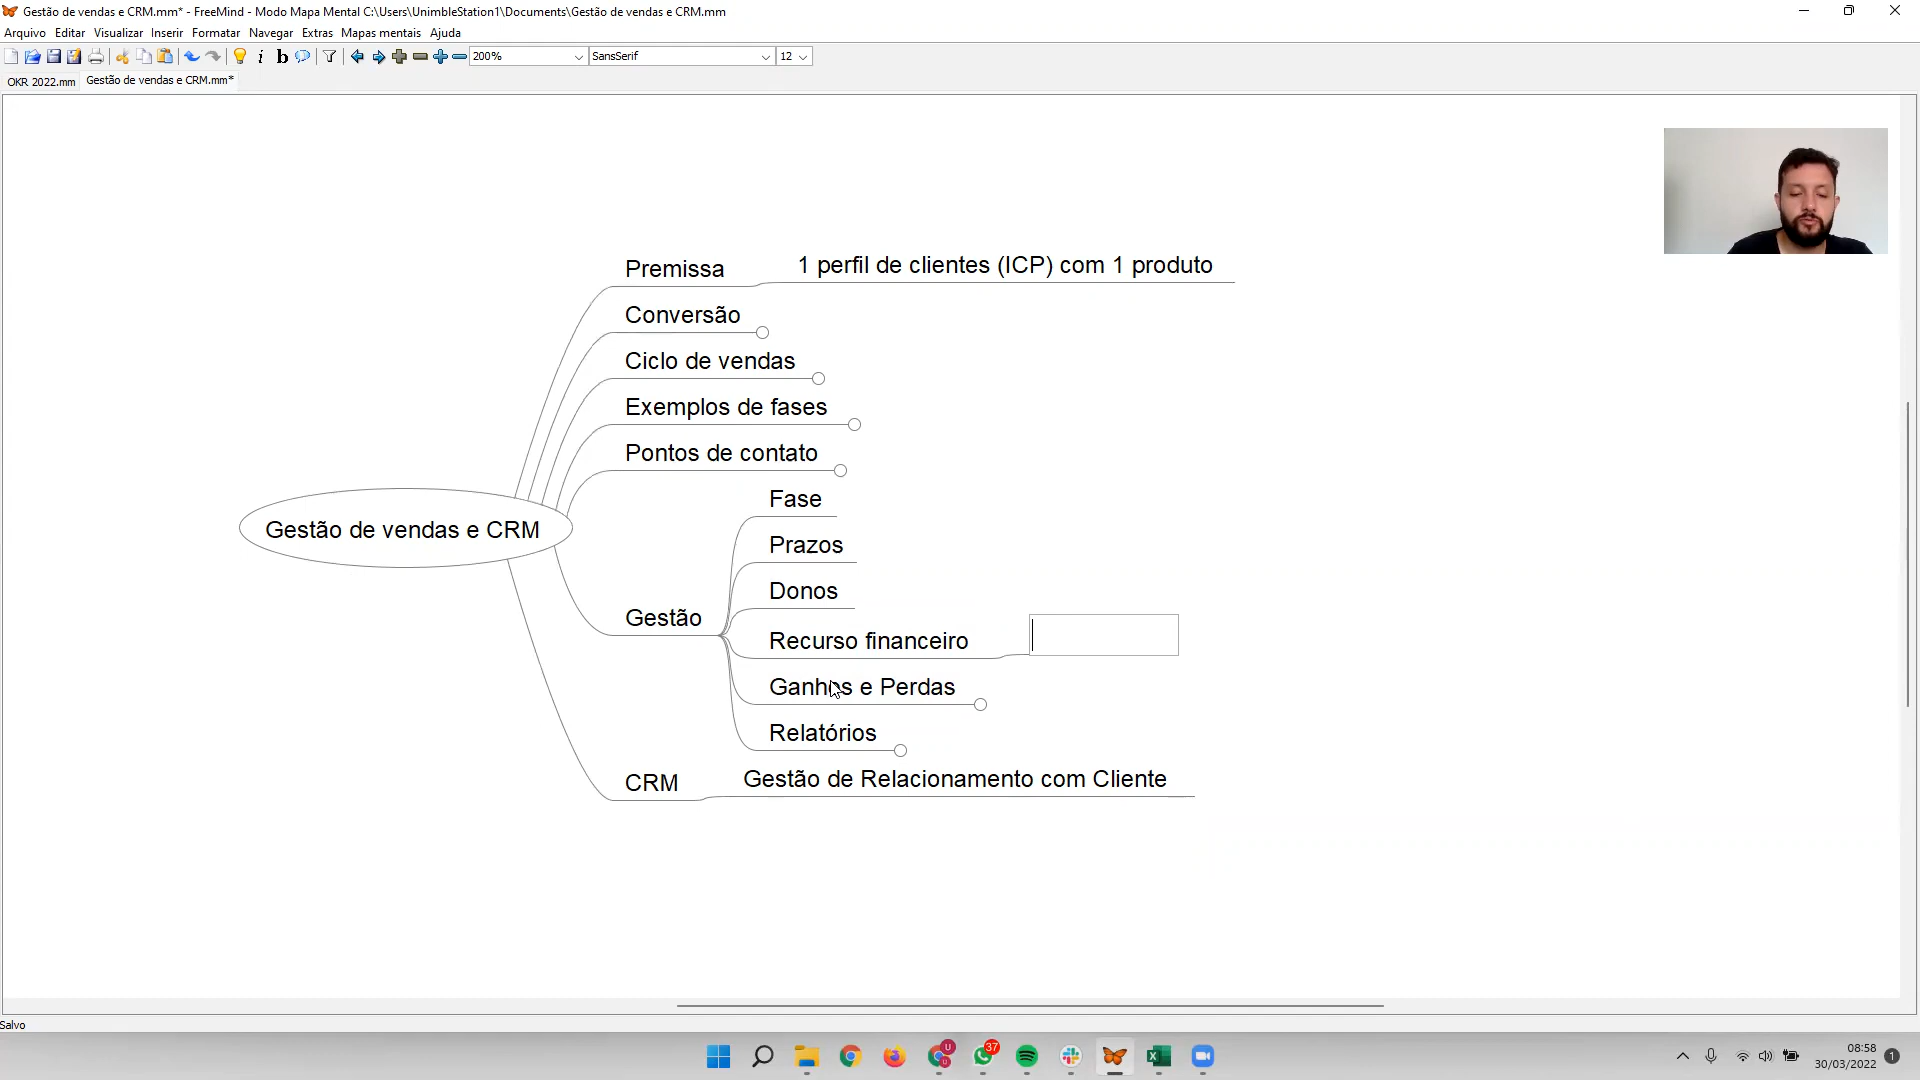 Gestão de vendas e CRM.mm* - FreeMind - Modo Mapa Mental C:\Users\UnimbleStation1\Documents\Gestão de vendas e CRM.mm
Arquivo Editar Visualizar Inserir Formatar Navegar Extras Mapas mentais Ajuda
200% SansSerif 12
OKR 2022.mm Gestão de vendas e CRM.mm*
Premissa 1 perfil de clientes (ICP) com 1 produto
Conversão
Ciclo de vendas
Exemplos de fases
Pontos de contato
Gestão de vendas e CRM
Gestão
Fase
Prazos
Donos
Recurso financeiro
Ganhos e Perdas
Relatórios
CRM Gestão de Relacionamento com Cliente
Salvo
37
08:58
30/03/2022
1